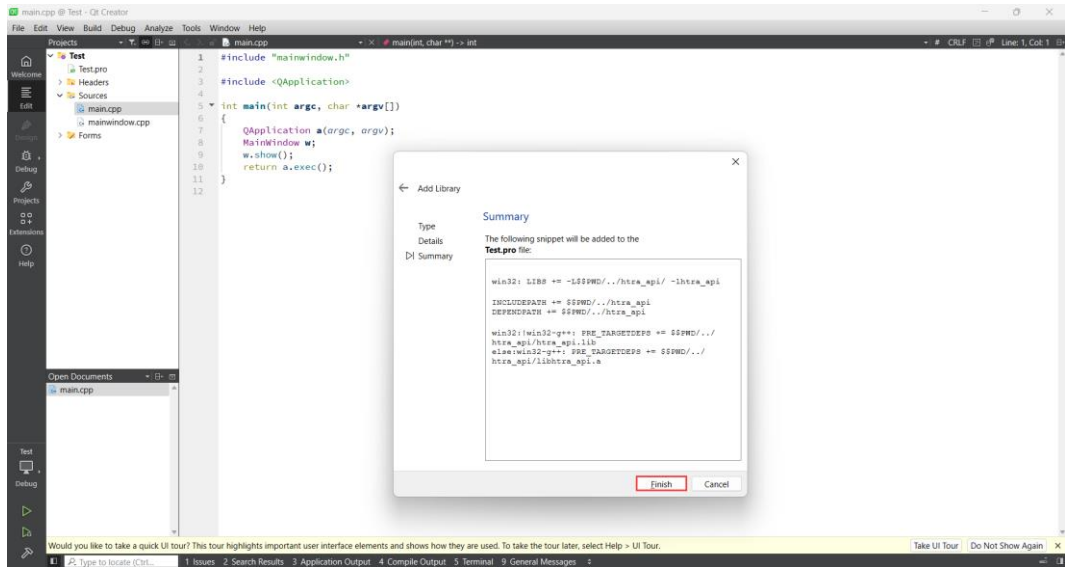 main.cpp @ Test - Qt Creator
File Edit View Build Debug Analyze Tools Window Help
Projects
main.cpp
main(int, char **) -> int
# CRLF Line: 1, Col: 1
Welcome
Edit
Design
Debug
Projects
Extensions
Help
Test
Test.pro
Headers
Sources
main.cpp
mainwindow.cpp
Forms
1 #include "mainwindow.h"
2
3 #include <QApplication>
4
5 int main(int argc, char *argv[])
6 {
7 QApplication a(argc, argv);
8 MainWindow w;
9 w.show();
10 return a.exec();
11 }
12
Add Library
Type
Details
Summary
Summary
The following snippet will be added to the
Test.pro file:
win32: LIBS += -L$$PWD/../htra_api/ -lhtra_api
INCLUDEPATH += $$PWD/../htra_api
DEPENDPATH += $$PWD/../htra_api
win32:!win32-g++: PRE_TARGETDEPS += $$PWD/../
htra_api/htra_api.lib
else:win32-g++: PRE_TARGETDEPS += $$PWD/../
htra_api/libhtra_api.a
Finish Cancel
Open Documents
main.cpp
Test
Debug
Would you like to take a quick UI tour? This tour highlights important user interface elements and shows how they are used. To take the tour later, select Help > UI Tour.
Take UI Tour Do Not Show Again
Type to locate (Ctrl...
1 Issues 2 Search Results 3 Application Output 4 Compile Output 5 Terminal 9 General Messages